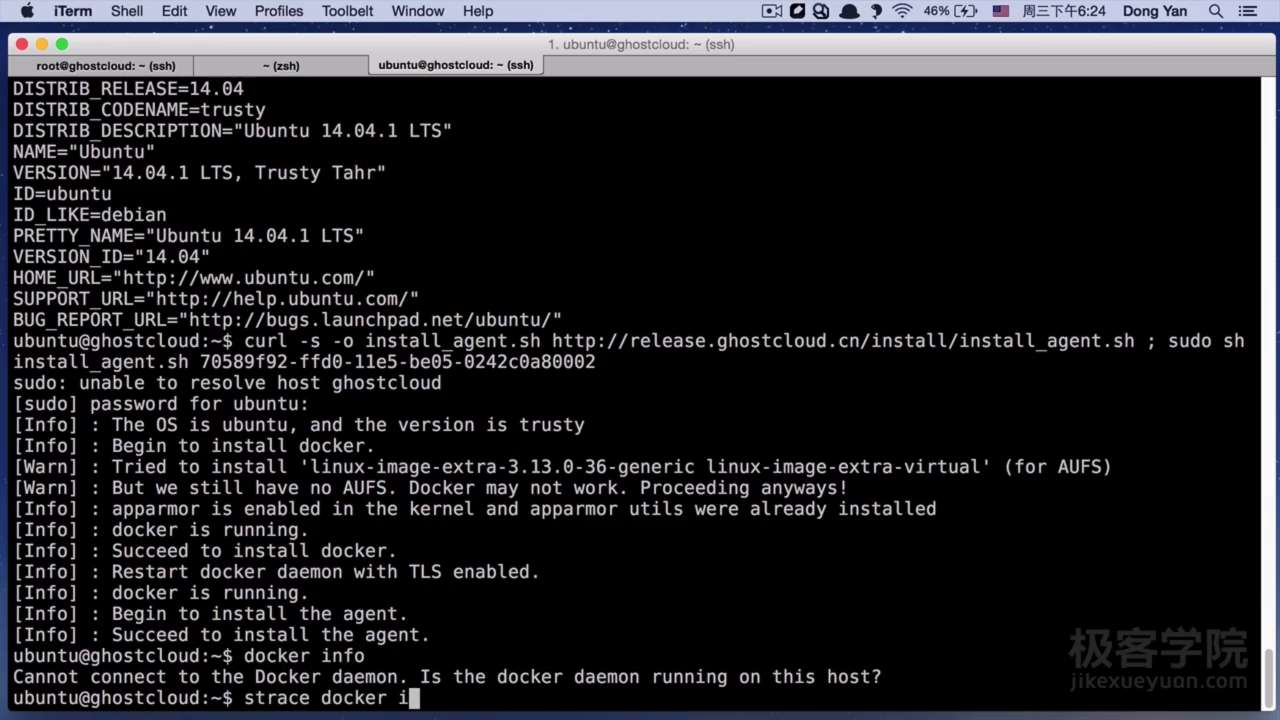 iTerm Shell Edit View Profiles Toolbelt Window Help 46% 周三下午6:24 Dong Yan
1. ubuntu@ghostcloud: ~ (ssh)
root@ghostcloud: ~ (ssh) ~ (zsh) ubuntu@ghostcloud: ~ (ssh)
DISTRIB_RELEASE=14.04
DISTRIB_CODENAME=trusty
DISTRIB_DESCRIPTION="Ubuntu 14.04.1 LTS"
NAME="Ubuntu"
VERSION="14.04.1 LTS, Trusty Tahr"
ID=ubuntu
ID_LIKE=debian
PRETTY_NAME="Ubuntu 14.04.1 LTS"
VERSION_ID="14.04"
HOME_URL="http://www.ubuntu.com/"
SUPPORT_URL="http://help.ubuntu.com/"
BUG_REPORT_URL="http://bugs.launchpad.net/ubuntu/"
ubuntu@ghostcloud:~$ curl -s -o install_agent.sh http://release.ghostcloud.cn/install/install_agent.sh ; sudo sh
install_agent.sh 70589f92-ffd0-11e5-be05-0242c0a80002
sudo: unable to resolve host ghostcloud
[sudo] password for ubuntu:
[Info] : The OS is ubuntu, and the version is trusty
[Info] : Begin to install docker.
[Warn] : Tried to install 'linux-image-extra-3.13.0-36-generic linux-image-extra-virtual' (for AUFS)
[Warn] : But we still have no AUFS. Docker may not work. Proceeding anyways!
[Info] : apparmor is enabled in the kernel and apparmor utils were already installed
[Info] : docker is running.
[Info] : Succeed to install docker.
[Info] : Restart docker daemon with TLS enabled.
[Info] : docker is running.
[Info] : Begin to install the agent.
[Info] : Succeed to install the agent.
ubuntu@ghostcloud:~$ docker info
Cannot connect to the Docker daemon. Is the docker daemon running on this host?
ubuntu@ghostcloud:~$ strace docker i
极客学院
jikexueyuan.com